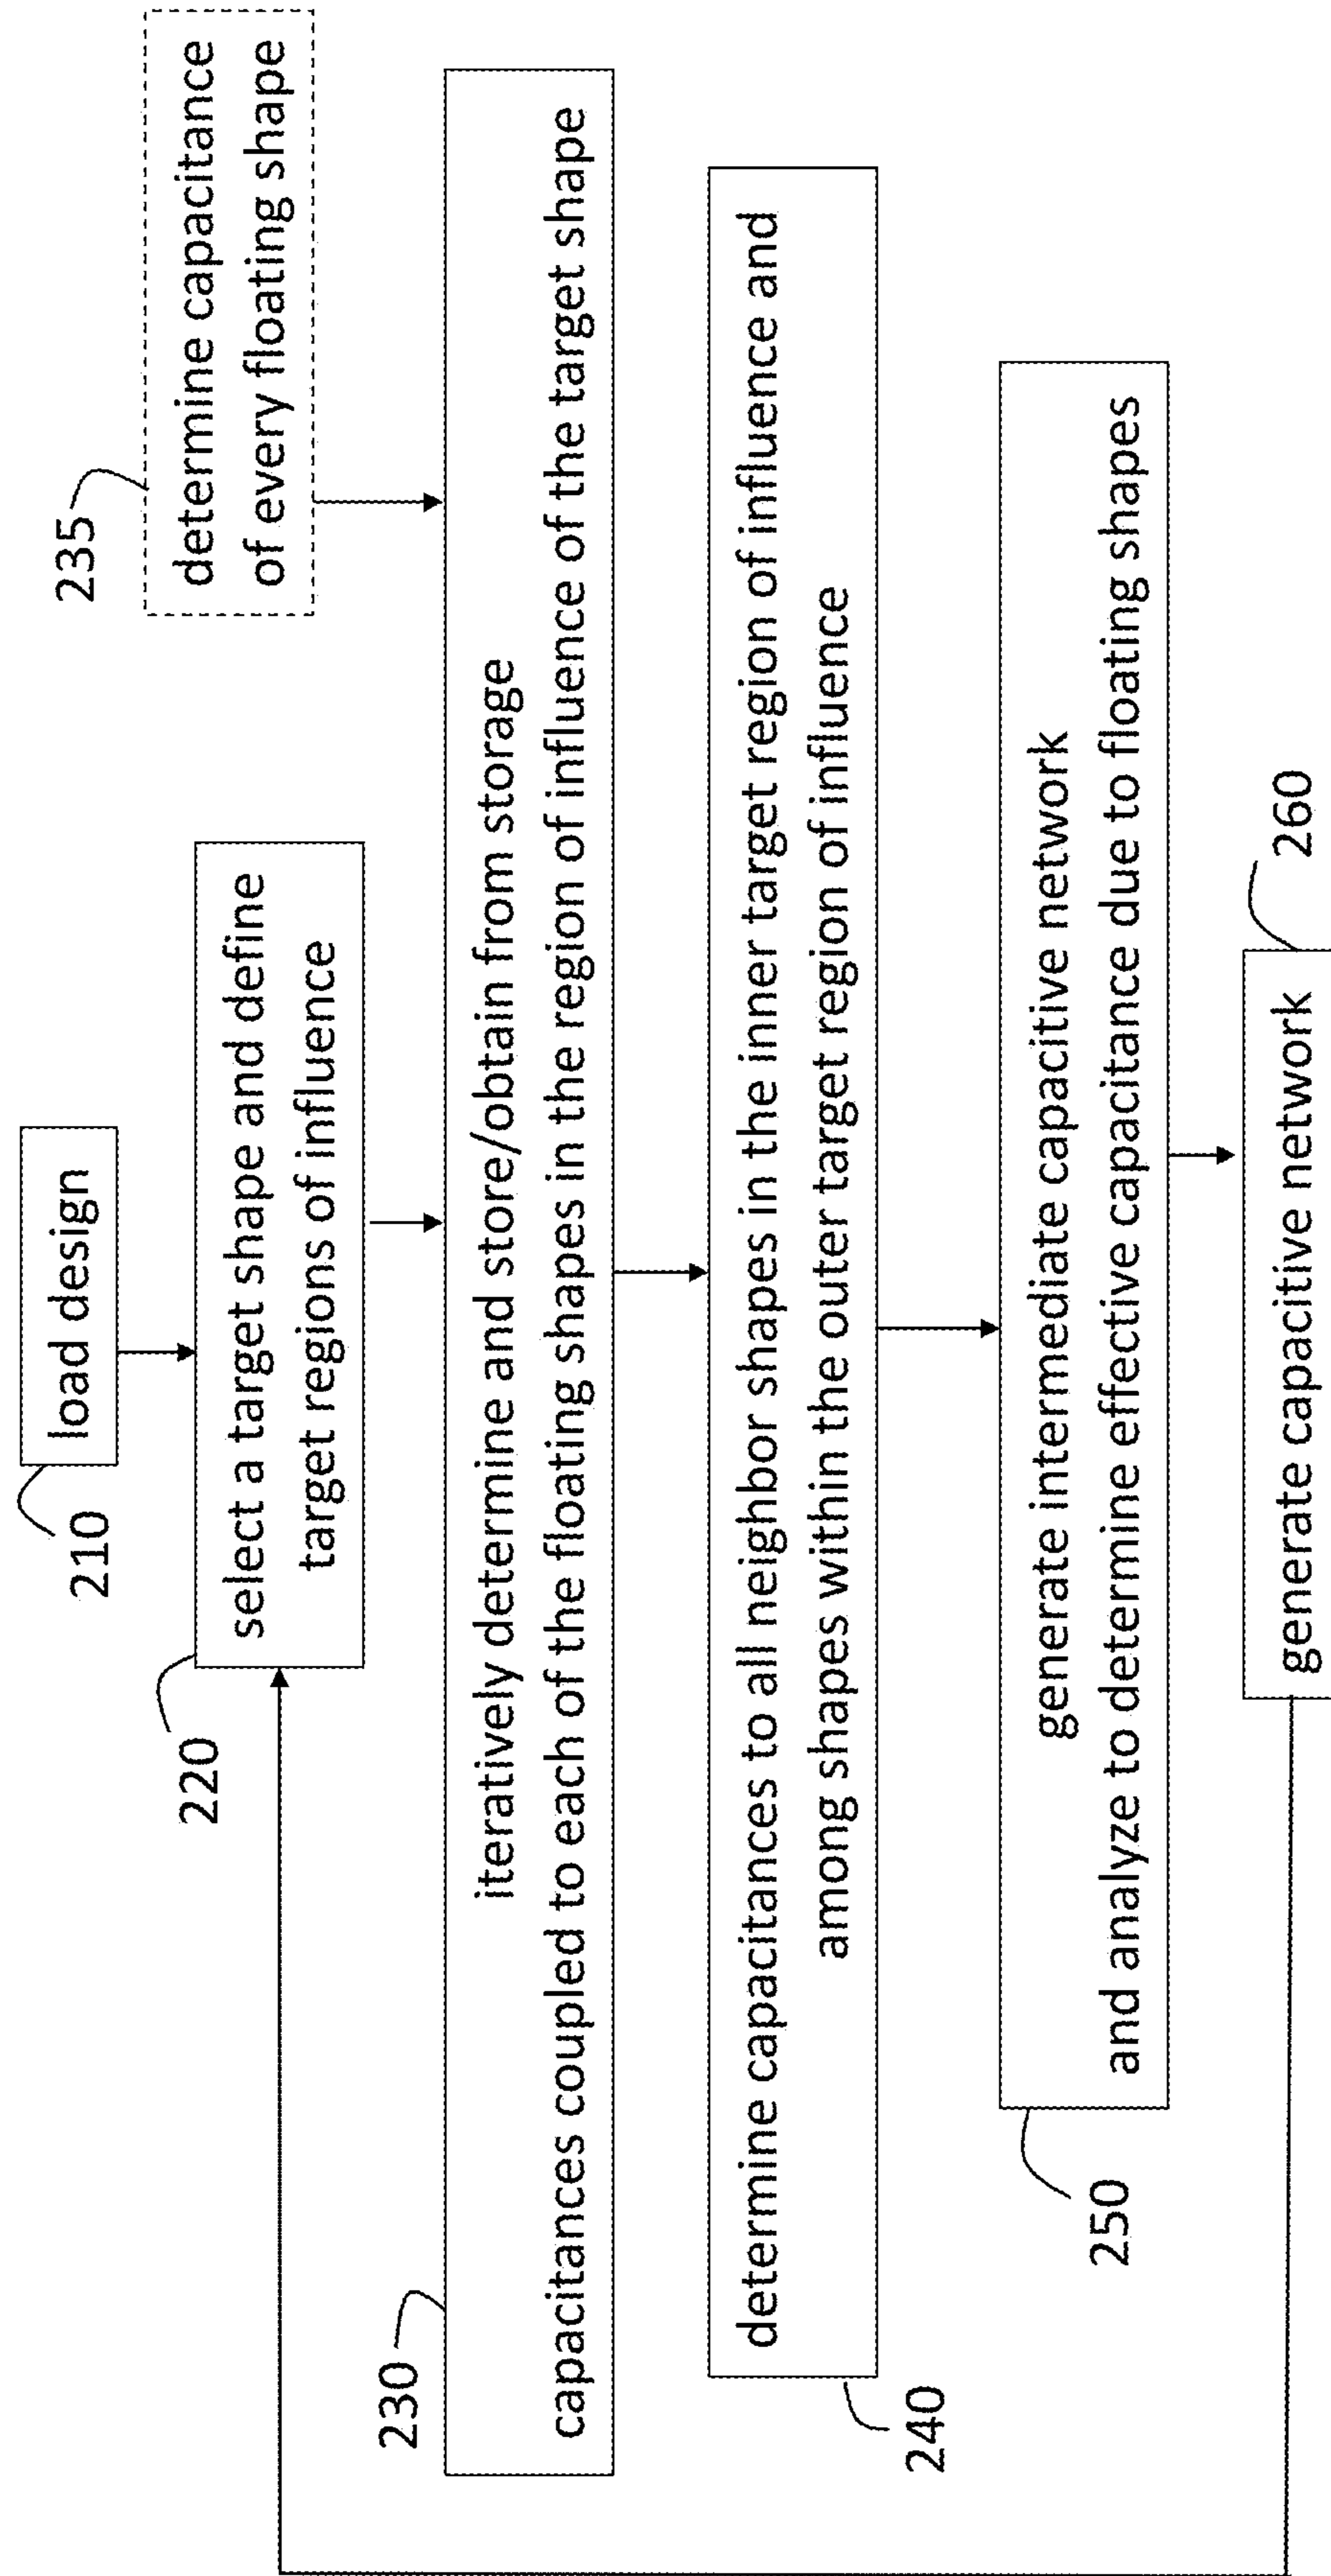 210
load design
220
select a target shape and define
target regions of influence
235
determine capacitance
of every floating shape
230
iteratively determine and store/obtain from storage
capacitances coupled to each of the floating shapes in the region of influence of the target shape
240
determine capacitances to all neighbor shapes in the inner target region of influence and
among shapes within the outer target region of influence
250
generate intermediate capacitive network
and analyze to determine effective capacitance due to floating shapes
260
generate capacitive network